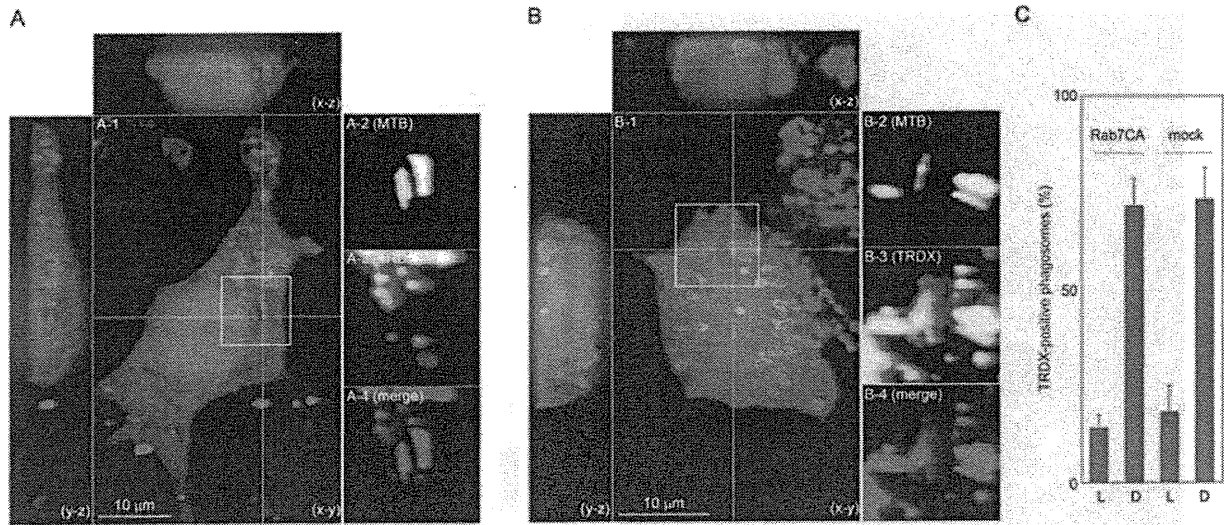 A
(x-z)
A-1
A-2 (MTB)
A-4 (merge)
(y-z)
10 μm
(x-y)
B
(x-z)
B-1
B-2 (MTB)
B-3 (TRDX)
B-4 (merge)
(y-z)
10 μm
(x-y)
C
TRDX-positive phagosomes (%)
100
50
0
Rab7CA
mock
L
D
L
D